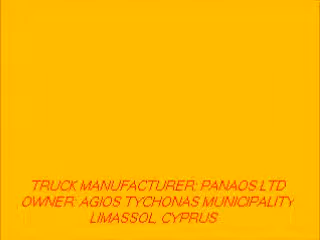 TRUCK MANUFACTURER: PANAOS LTD
OWNER: AGIOS TYCHONAS MUNICIPALITY
LIMASSOL, CYPRUS